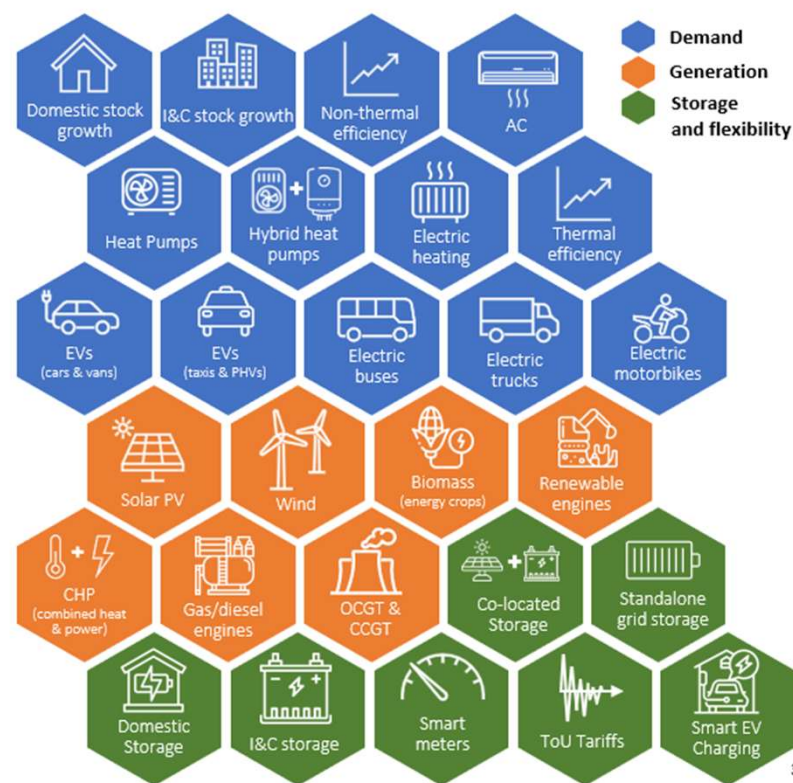 Demand
Generation
Storage
and flexibility
Domestic stock
growth
I&C stock growth
Non-thermal
efficiency
AC
Heat Pumps
Hybrid heat
pumps
Electric
heating
Thermal
efficiency
EVs
(cars & vans)
EVs
(taxis & PHVs)
Electric
buses
Electric
trucks
Electric
motorbikes
Solar PV
Wind
Biomass
(energy crops)
Renewable
engines
CHP
(combined heat
& power)
Gas/diesel
engines
OCGT &
CCGT
Co-located
Storage
Standalone
grid storage
Domestic
Storage
I&C storage
Smart
meters
ToU Tariffs
Smart EV
Charging